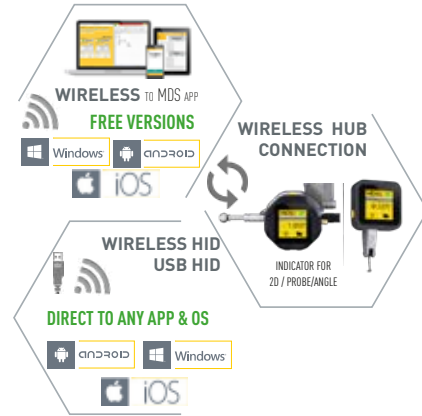 WIRELESS TO MDS APP
FREE VERSIONS
Windows android
iOS
WIRELESS HUB
CONNECTION
INDICATOR FOR
2D / PROBE/ANGLE
WIRELESS HID
USB HID
DIRECT TO ANY APP & OS
android Windows
iOS